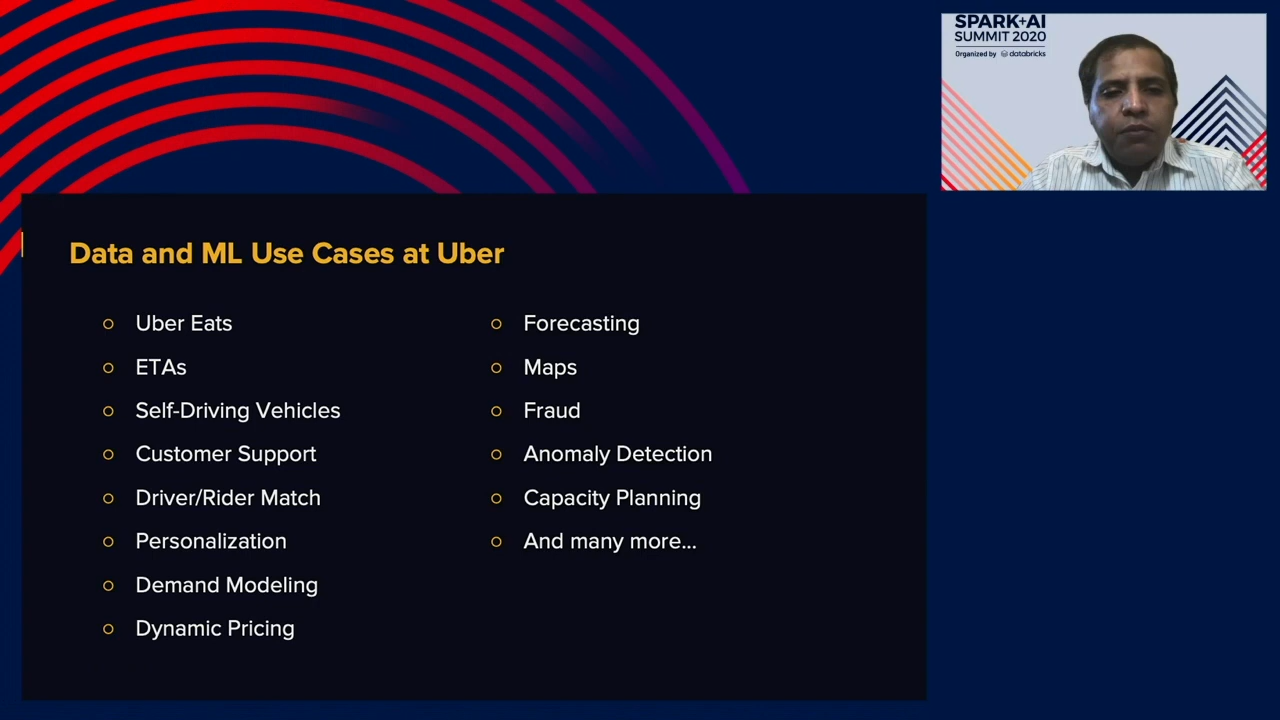 SPARK+AI
SUMMIT 2020
Organized by databricks
Data and ML Use Cases at Uber
Uber Eats
ETAs
Self-Driving Vehicles
Customer Support
Driver/Rider Match
Personalization
Demand Modeling
Dynamic Pricing
Forecasting
Maps
Fraud
Anomaly Detection
Capacity Planning
And many more...